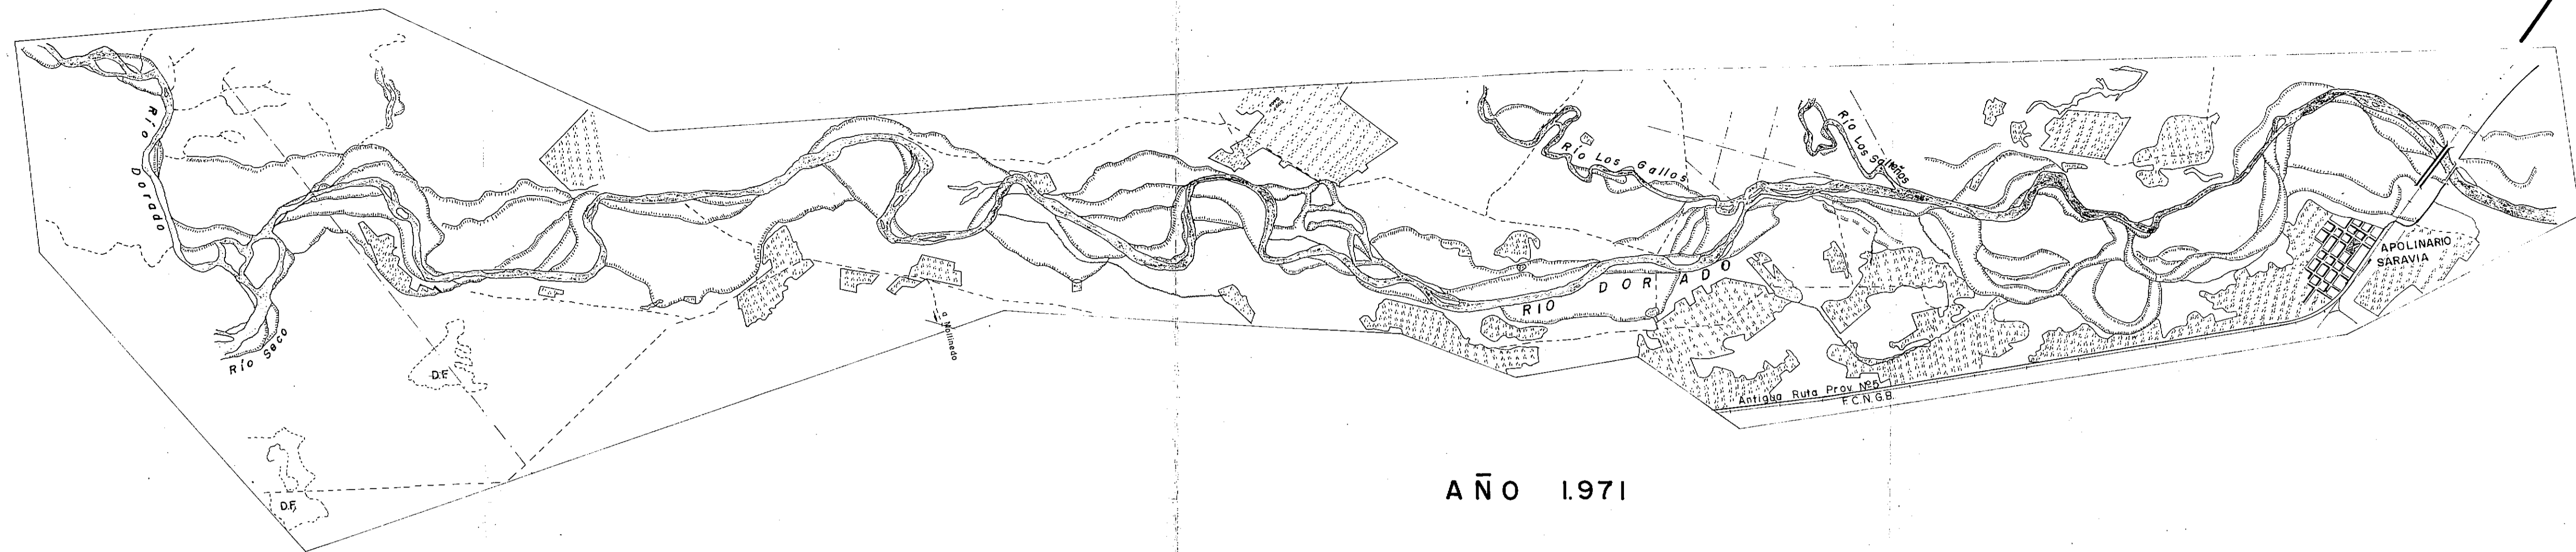 Río Dorado
Río Seco
D.F.
D.F.
a Mollinedo
Río Los Gallos
Río Los Salteños
RIO DORADO
APOLINARIO
SARAVIA
Antigua Ruta Prov. Nº5
F.C.N.G.B.
AÑO 1.971